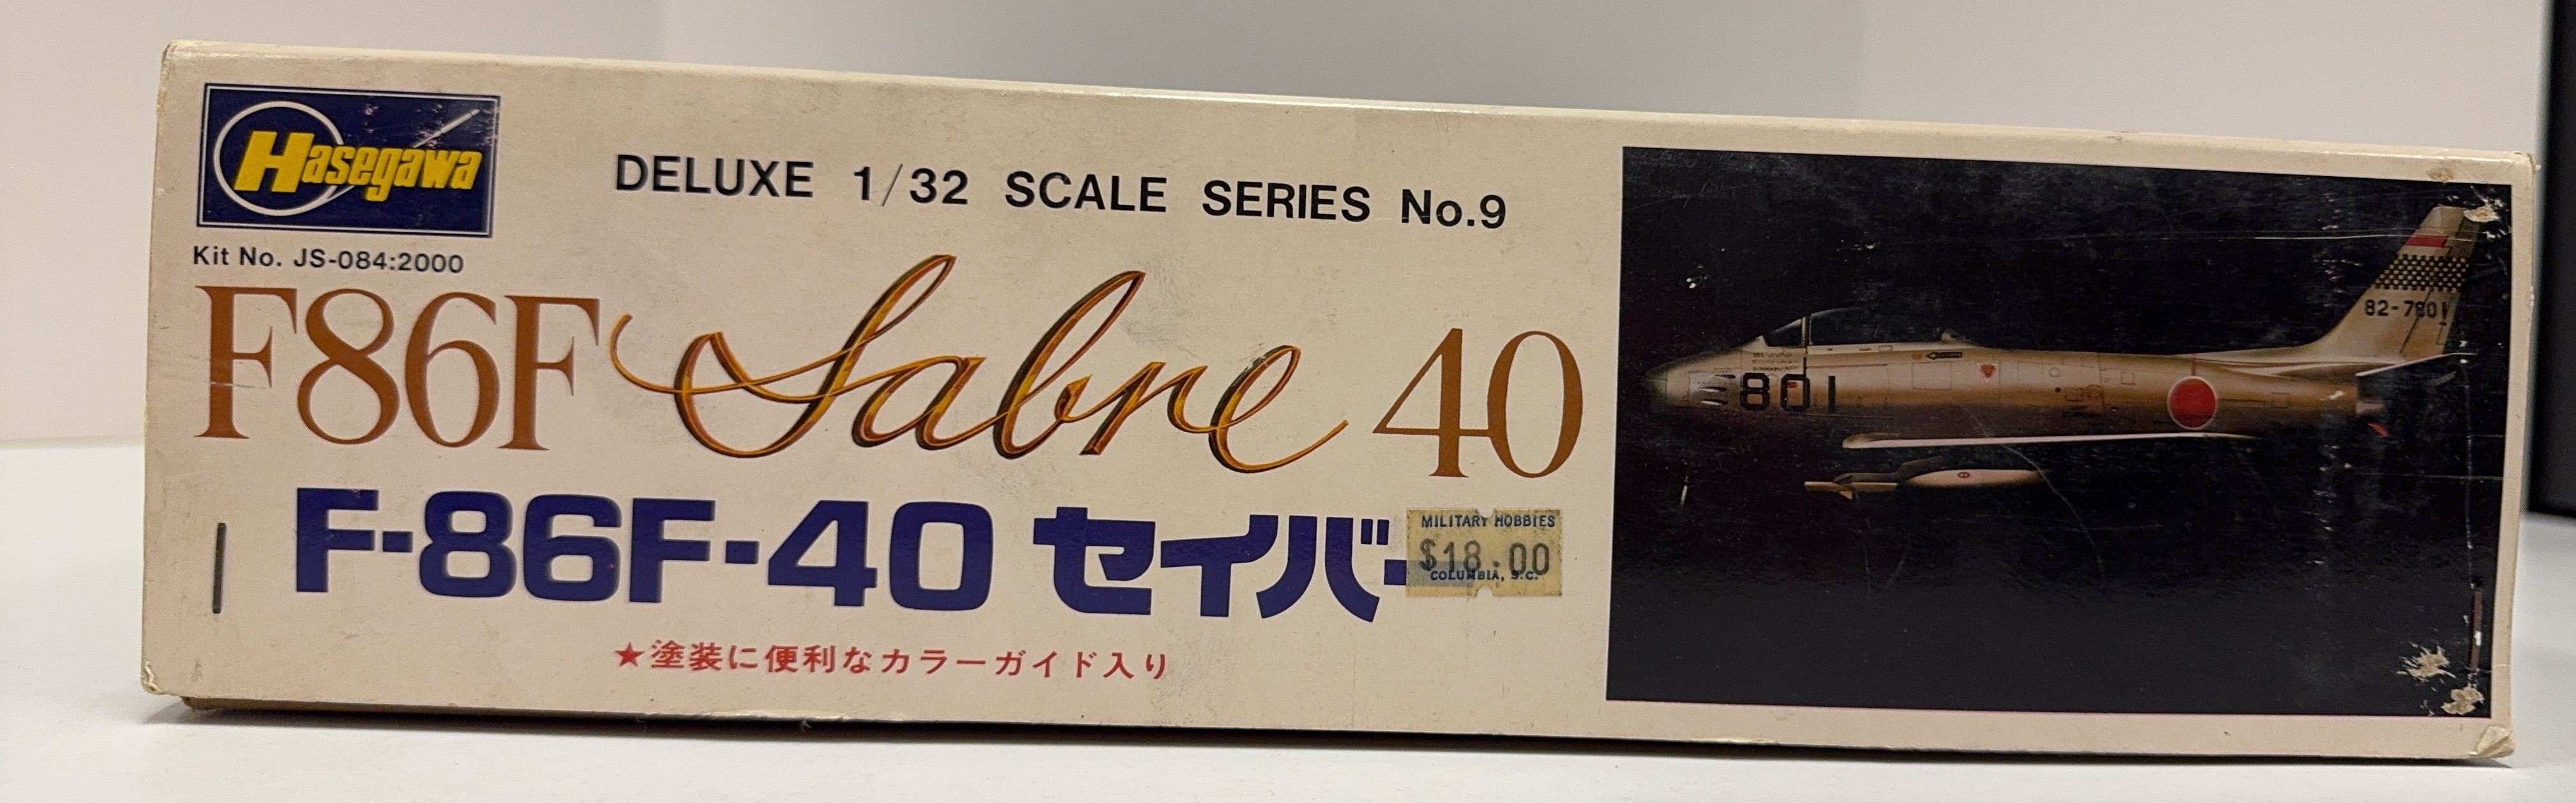 Hasegawa
DELUXE 1/32 SCALE SERIES No.9
Kit No. JS-084:2000
F86F Sabre 40
F-86F-40 セイバー
MILITARY HOBBIES
$18.00
COLUMBIA, S.C.
★塗装に便利なカラーガイド入り
82-7801
801